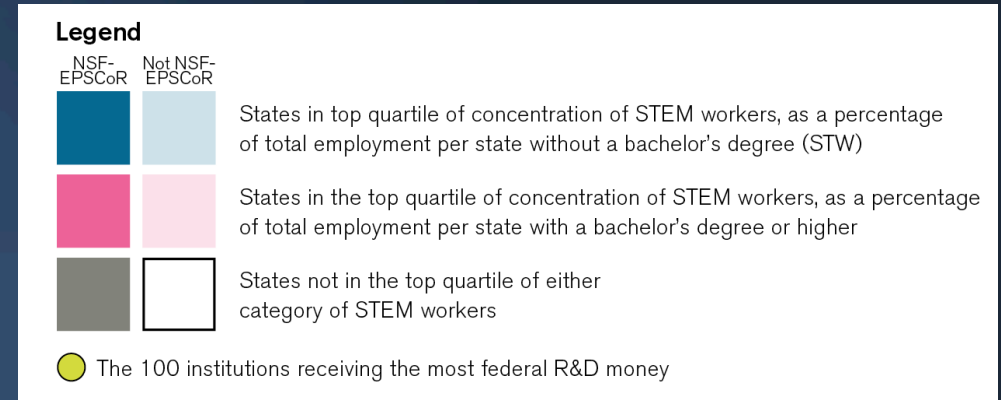 Legend
NSF-
EPSCoR
Not NSF-
EPSCoR
States in top quartile of concentration of STEM workers, as a percentage
of total employment per state without a bachelor’s degree (STW)
States in the top quartile of concentration of STEM workers, as a percentage
of total employment per state with a bachelor’s degree or higher
States not in the top quartile of either
category of STEM workers
The 100 institutions receiving the most federal R&D money